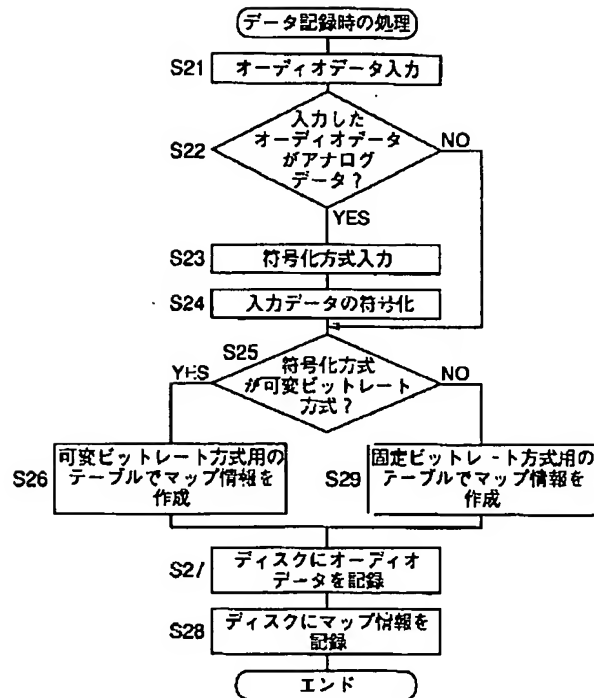 データ記録時の処理
S21
オーディオデータ入力
S22
入力した
オーディオデータ
がアナログ
データ?
NO
YES
S23
符号化方式入力
S24
入力データの符号化
S25
符号化方式
が可変ビットレート
方式?
YES
NO
S26
可変ビットレート方式用の
テーブルでマップ情報を
作成
S29
固定ビットレート方式用の
テーブルでマップ情報を
作成
S27
ディスクにオーディオ
データを記録
S28
ディスクにマップ情報を
記録
エンド